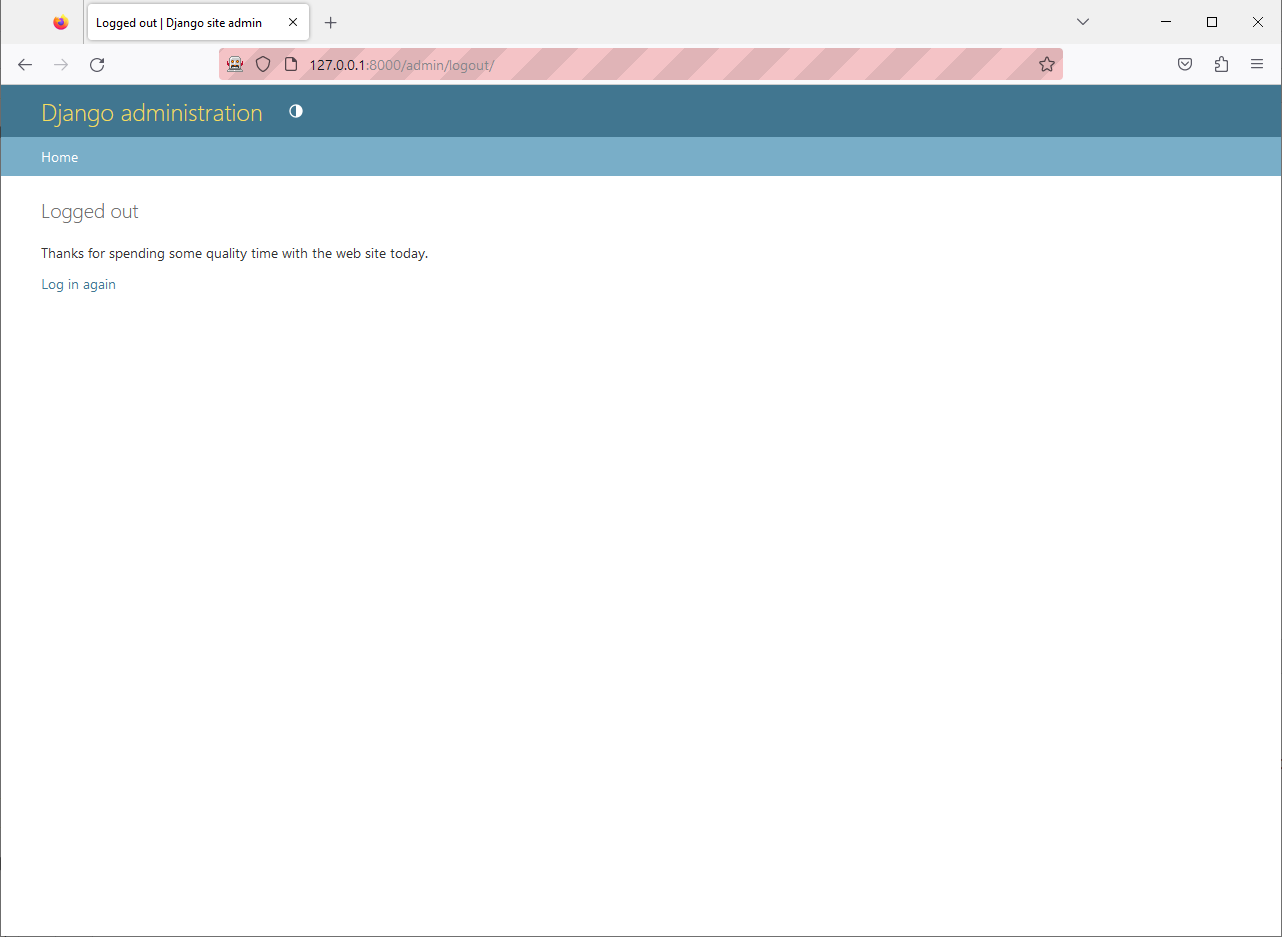 Logged out | Django site admin
127.0.0.1:8000/admin/logout/
Django administration
Home
Logged out
Thanks for spending some quality time with the web site today.
Log in again